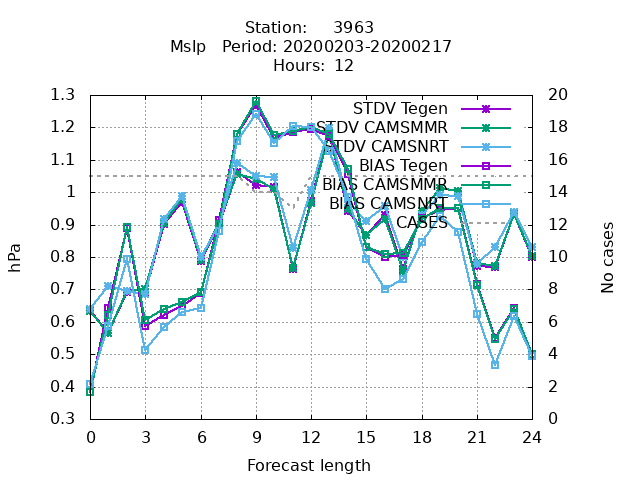 Station: 3963
Mslp Period: 20200203-20200217
Hours: 12
1.3
1.2
1.1
1
0.9
0.8
0.7
0.6
0.5
0.4
0.3
hPa
20
18
16
14
12
10
8
6
4
2
0
No cases
STDV Tegen
STDV CAMSMMR
STDV CAMSNRT
BIAS Tegen
BIAS CAMSMMR
BIAS CAMSNRT
CASES
0 3 6 9 12 15 18 21 24
Forecast length